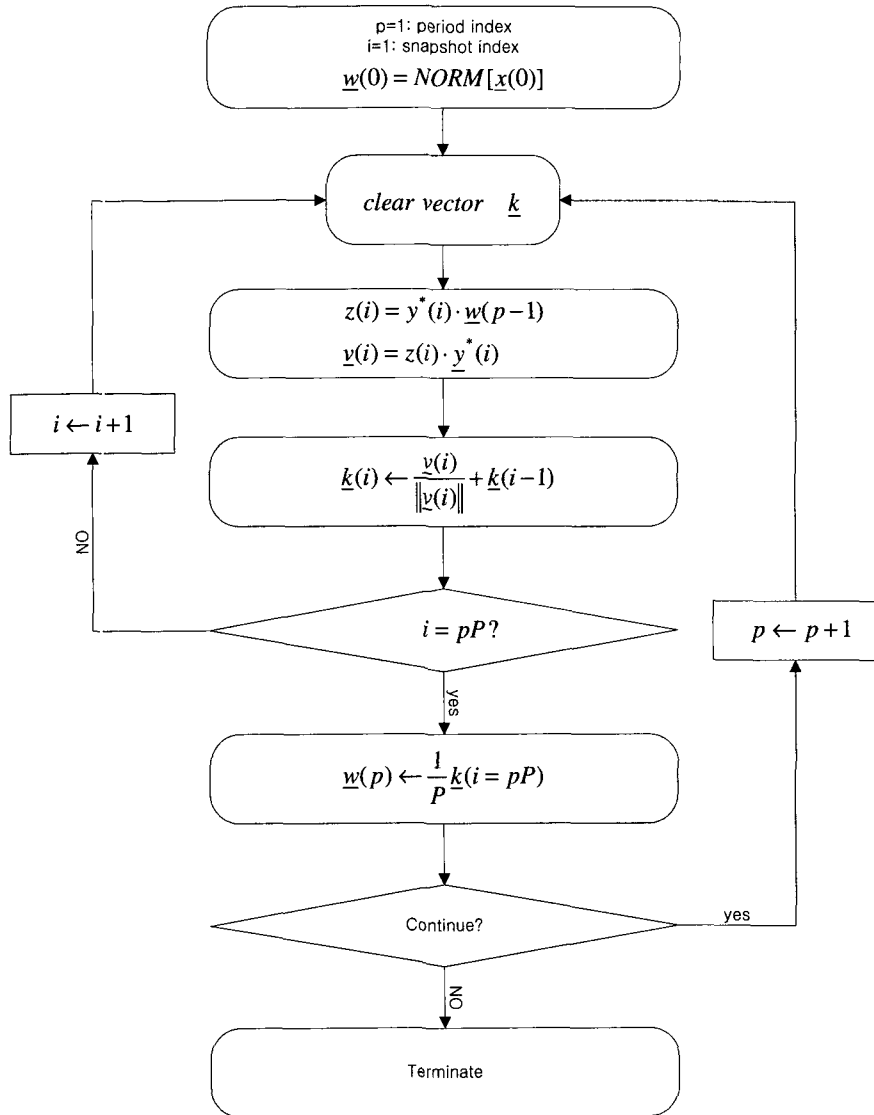 p=1: period index
i=1: snapshot index
w(0) = NORM[x(0)]
clear vector k
z(i) = y*(i)·w(p−1)
v(i) = z(i)·y*(i)
i ← i+1
k(i) ← v(i)/‖v(i)‖ + k(i−1)
NO
i = pP?
p ← p+1
yes
w(p) ← 1/P k(i = pP)
Continue?
yes
NO
Terminate